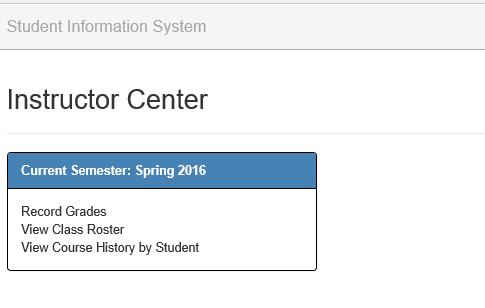 Student Information System
Instructor Center
Current Semester: Spring 2016
Record Grades
View Class Roster
View Course History by Student